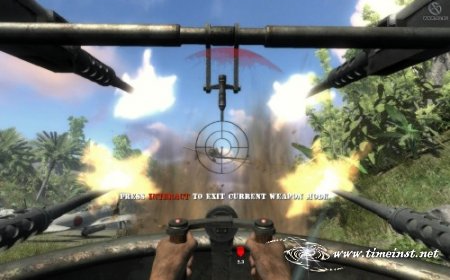 PRESS INTERACT TO EXIT CURRENT WEAPON MODE.
www.timeinst.net